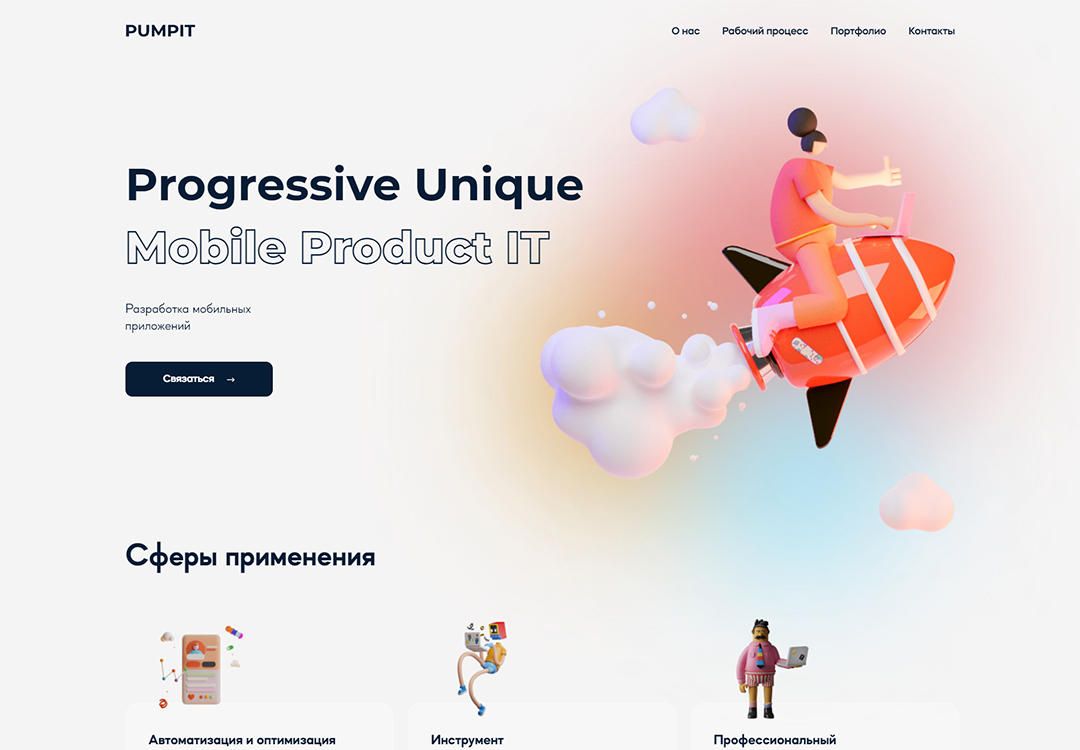 PUMPIT
О нас
Рабочий процесс
Портфолио
Контакты
Progressive Unique
Mobile Product IT
Разработка мобильных
приложений
Связаться →
Сферы применения
Автоматизация и оптимизация
Инструмент
Профессиональный